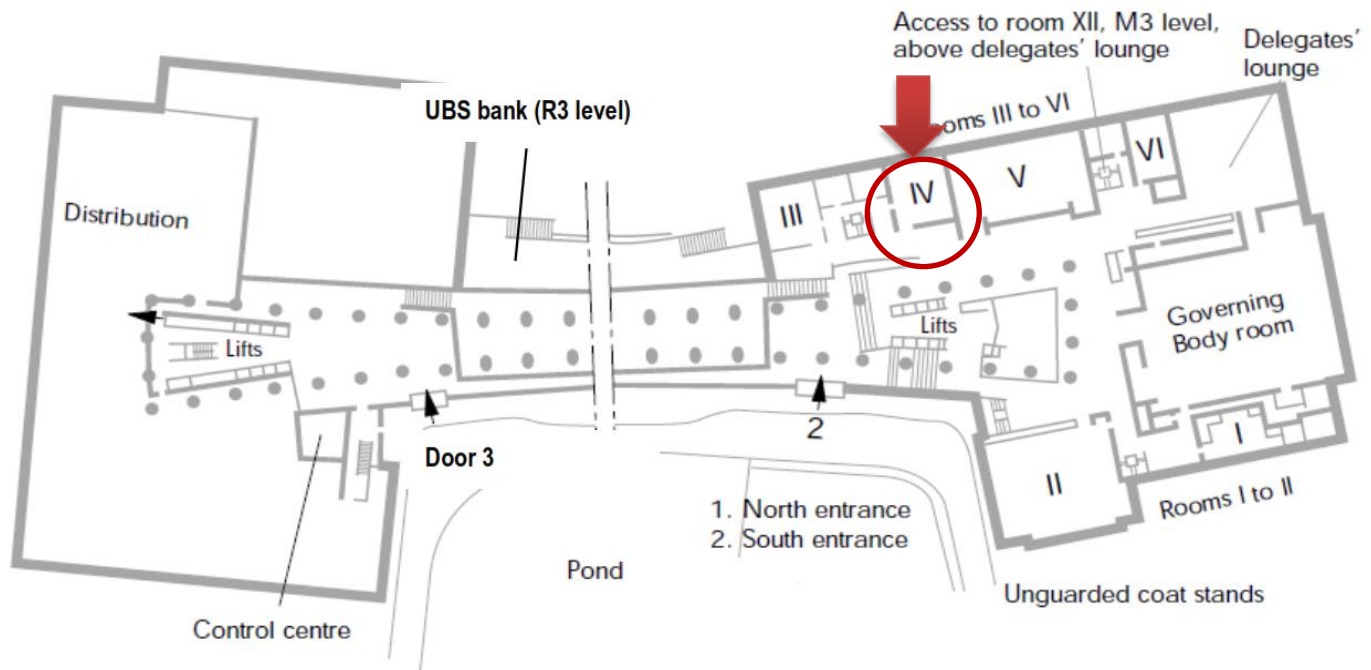 Access to room XII, M3 level,
above delegates' lounge
Delegates'
lounge
UBS bank (R3 level)
ooms III to VI
VI
V
IV
III
Distribution
Governing
Body room
Lifts
Lifts
2
Door 3
I
II
1. North entrance
2. South entrance
Rooms I to II
Pond
Unguarded coat stands
Control centre